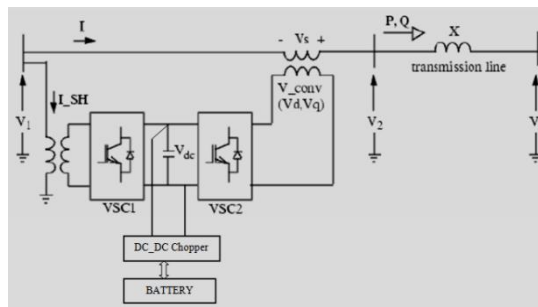 I
- Vs +
P, Q
X
transmission line
V_conv
(Vd,Vq)
I_SH
V1
V2
V
Vdc
VSC1
VSC2
DC_DC Chopper
BATTERY